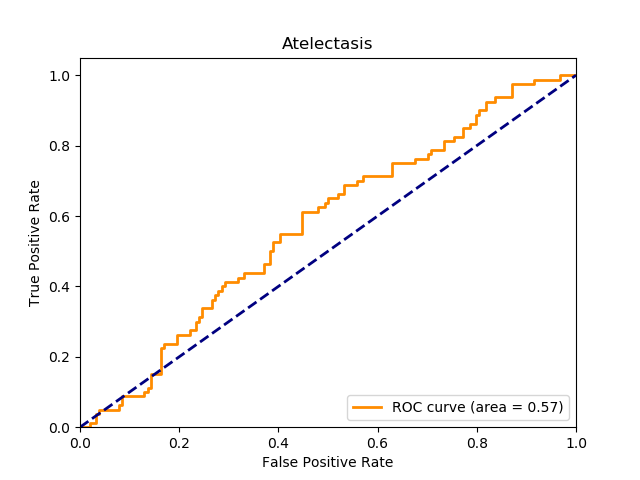 Atelectasis
True Positive Rate
1.0
0.8
0.6
0.4
0.2
0.0
ROC curve (area = 0.57)
0.0 0.2 0.4 0.6 0.8 1.0
False Positive Rate